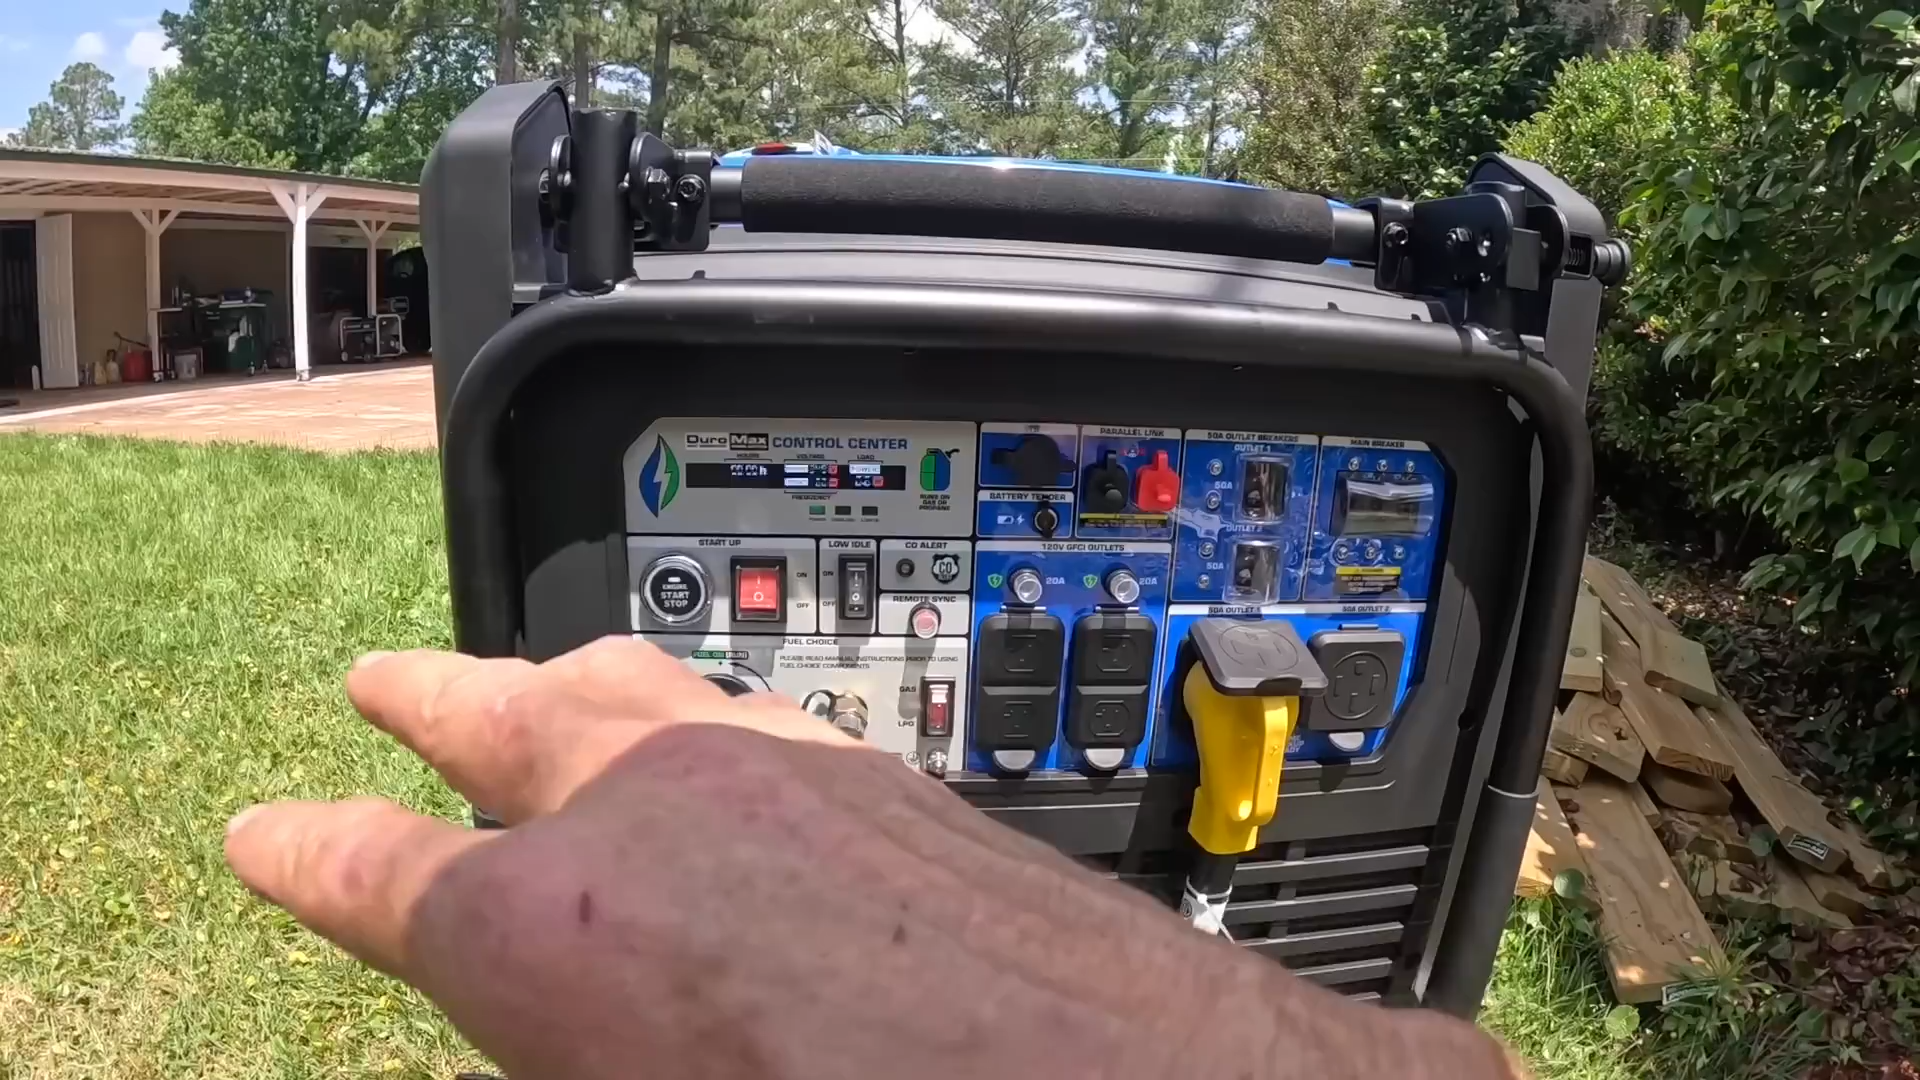 DuroMax CONTROL CENTER
HOURS
VOLTAGE
LOAD
FREQUENCY
RUNS ON
GAS OR
PROPANE
START UP
ENGINE
START
STOP
ON
OFF
LOW IDLE
ON
OFF
CO ALERT
CO
REMOTE SYNC
FUEL CHOICE
PLEASE READ MANUAL INSTRUCTIONS PRIOR TO USING
FUEL CHOICE COMPONENTS
GAS
LPG
BATTERY TENDER
PARALLEL LINK
120V GFCI OUTLETS
20A
20A
50A OUTLET BREAKERS
OUTLET 1
50A
OUTLET 2
50A
MAIN BREAKER
50A OUTLET 1
50A OUTLET 2